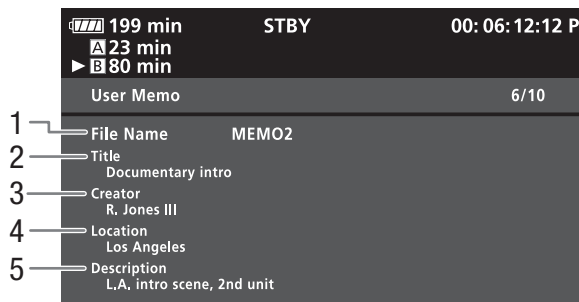 199 min STBY 00:06:12:12 P
A 23 min
B 80 min
User Memo 6/10
1 File Name MEMO2
2 Title
Documentary intro
3 Creator
R. Jones III
4 Location
Los Angeles
5 Description
L.A. intro scene, 2nd unit